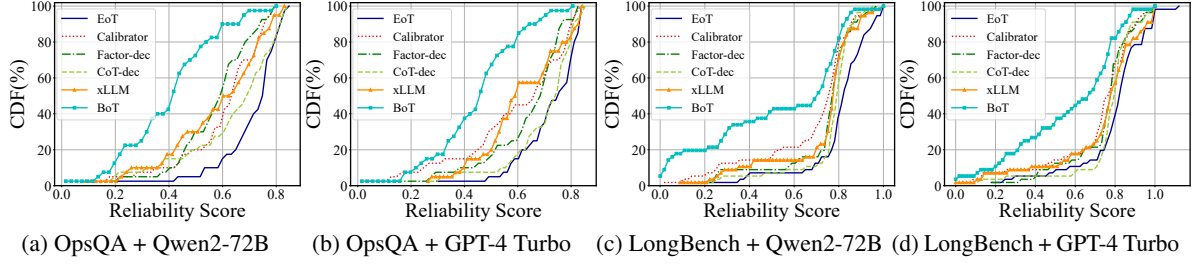 CDF(%)
100
80
60
40
20
0
EoT
Calibrator
Factor-dec
CoT-dec
xLLM
BoT
0.0 0.2 0.4 0.6 0.8
Reliability Score
(a) OpsQA + Qwen2-72B
CDF(%)
100
80
60
40
20
0
EoT
Calibrator
Factor-dec
CoT-dec
xLLM
BoT
0.0 0.2 0.4 0.6 0.8
Reliability Score
(b) OpsQA + GPT-4 Turbo
CDF(%)
100
80
60
40
20
0
EoT
Calibrator
Factor-dec
CoT-dec
xLLM
BoT
0.0 0.2 0.4 0.6 0.8 1.0
Reliability Score
(c) LongBench + Qwen2-72B
CDF(%)
100
80
60
40
20
0
EoT
Calibrator
Factor-dec
CoT-dec
xLLM
BoT
0.0 0.2 0.4 0.6 0.8 1.0
Reliability Score
(d) LongBench + GPT-4 Turbo